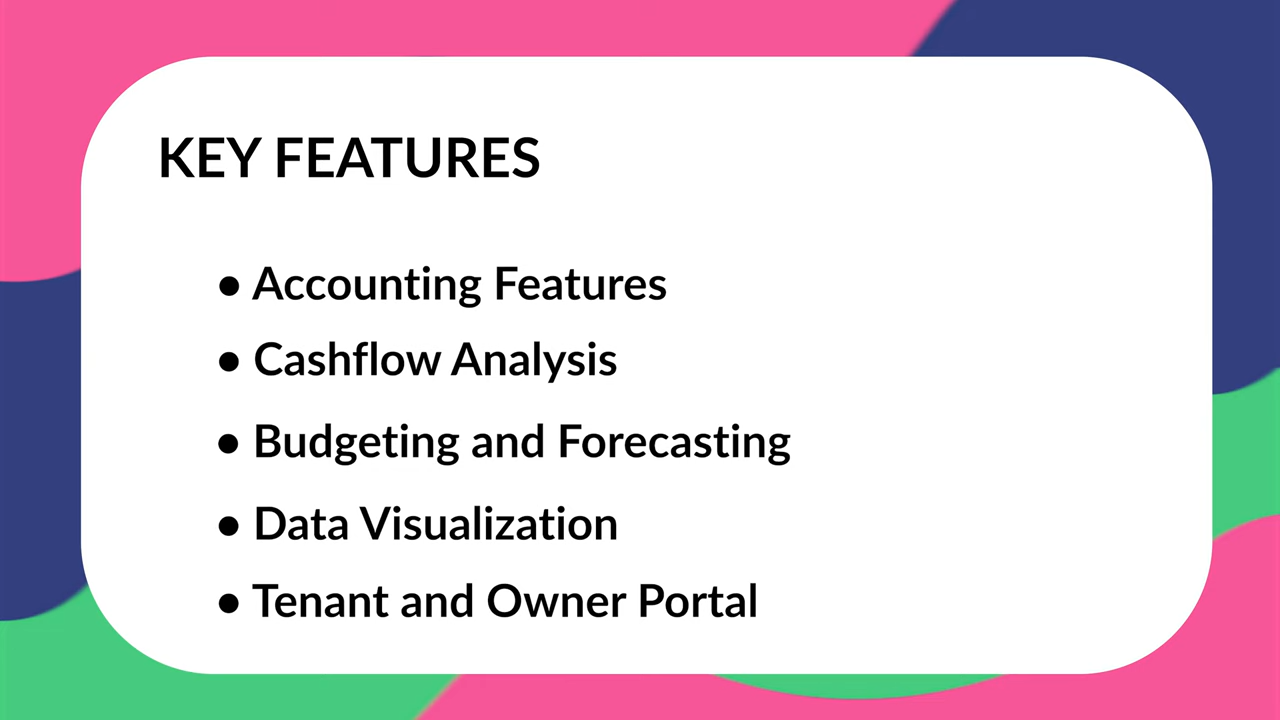 KEY FEATURES
• Accounting Features
• Cashflow Analysis
• Budgeting and Forecasting
• Data Visualization
• Tenant and Owner Portal